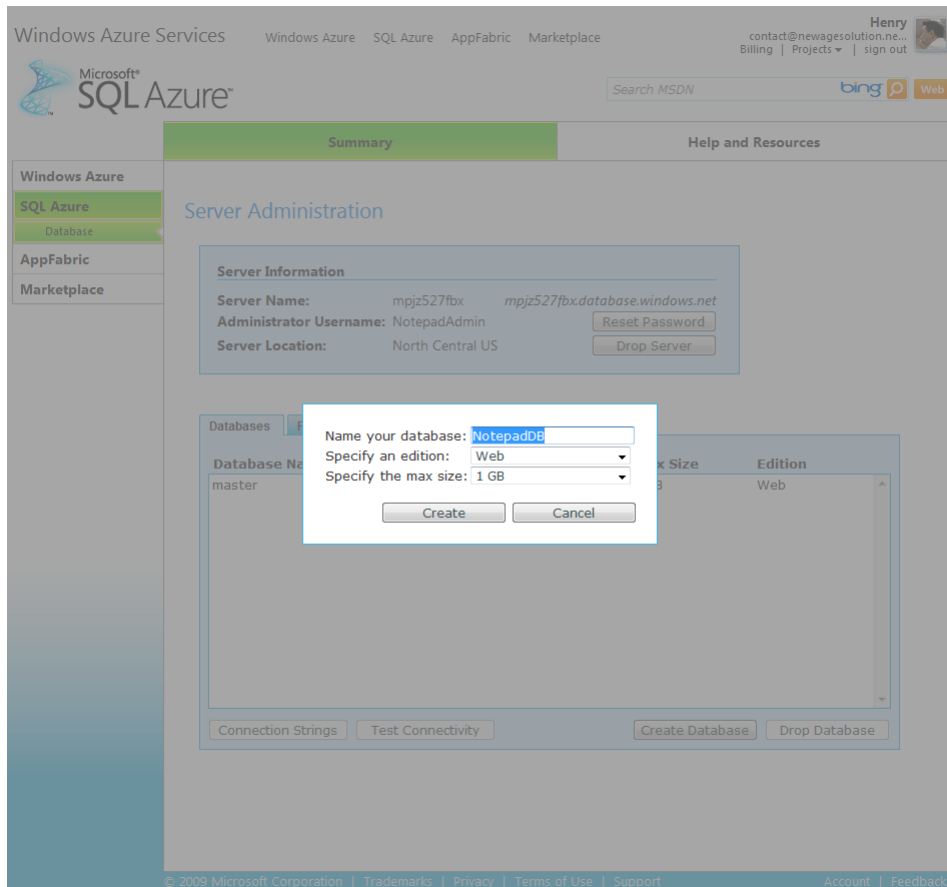 Windows Azure Services Windows Azure SQL Azure AppFabric Marketplace
Henry
contact@newagesolution.ne...
Billing | Projects | sign out
Microsoft®
SQL Azure™
Search MSDN bing Web
Summary Help and Resources
Windows Azure
SQL Azure
Database
AppFabric
Marketplace
Server Administration
Server Information
Server Name: mpjz527fbx mpjz527fbx.database.windows.net
Administrator Username: NotepadAdmin Reset Password
Server Location: North Central US Drop Server
Databases
Database Na x Size Edition
master Web
Name your database: NotepadDB
Specify an edition: Web
Specify the max size: 1 GB
Create Cancel
Connection Strings Test Connectivity Create Database Drop Database
© 2009 Microsoft Corporation | Trademarks | Privacy | Terms of Use | Support Account | Feedback